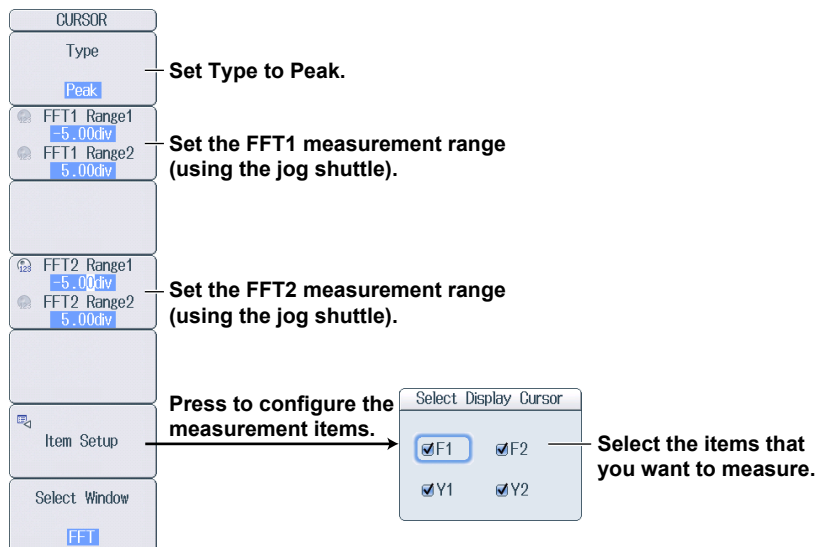 CURSOR
Type
Peak
Set Type to Peak.
FFT1 Range1
-5.00div
FFT1 Range2
5.00div
Set the FFT1 measurement range
(using the jog shuttle).
FFT2 Range1
-5.00div
FFT2 Range2
5.00div
Set the FFT2 measurement range
(using the jog shuttle).
Item Setup
Press to configure the
measurement items.
Select Display Cursor
F1 F2
Y1 Y2
Select the items that
you want to measure.
Select Window
FFT